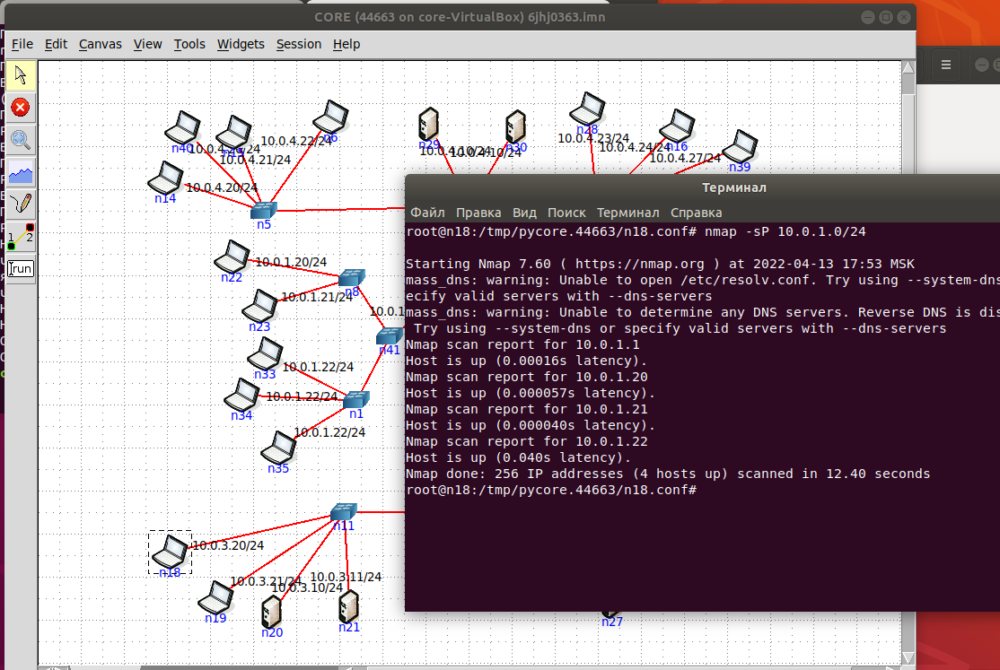 CORE (44663 on core-VirtualBox) 6jhj0363.imn
File Edit Canvas View Tools Widgets Session Help
n40
n6
10.0.4.22/24
10.0.4.21/24
n14
10.0.4.20/24
n5
n29
n30
n28
10.0.4.23/24
n16
10.0.4.24/24
n39
10.0.4.27/24
10.0.4.10/24
n22
10.0.1.20/24
n8
n23
10.0.1.21/24
10.0.1
n41
n33
10.0.1.22/24
n34
10.0.1.22/24
n1
n35
10.0.1.22/24
n11
n18
10.0.3.20/24
n19
10.0.3.21/24
10.0.3.10/24
10.0.3.11/24
n20
n21
n27
1 2
run
Терминал
Файл Правка Вид Поиск Терминал Справка
root@n18:/tmp/pycore.44663/n18.conf# nmap -sP 10.0.1.0/24
Starting Nmap 7.60 ( https://nmap.org ) at 2022-04-13 17:53 MSK
mass_dns: warning: Unable to open /etc/resolv.conf. Try using --system-dns
ecify valid servers with --dns-servers
mass_dns: warning: Unable to determine any DNS servers. Reverse DNS is dis
Try using --system-dns or specify valid servers with --dns-servers
Nmap scan report for 10.0.1.1
Host is up (0.00016s latency).
Nmap scan report for 10.0.1.20
Host is up (0.000057s latency).
Nmap scan report for 10.0.1.21
Host is up (0.000040s latency).
Nmap scan report for 10.0.1.22
Host is up (0.040s latency).
Nmap done: 256 IP addresses (4 hosts up) scanned in 12.40 seconds
root@n18:/tmp/pycore.44663/n18.conf#